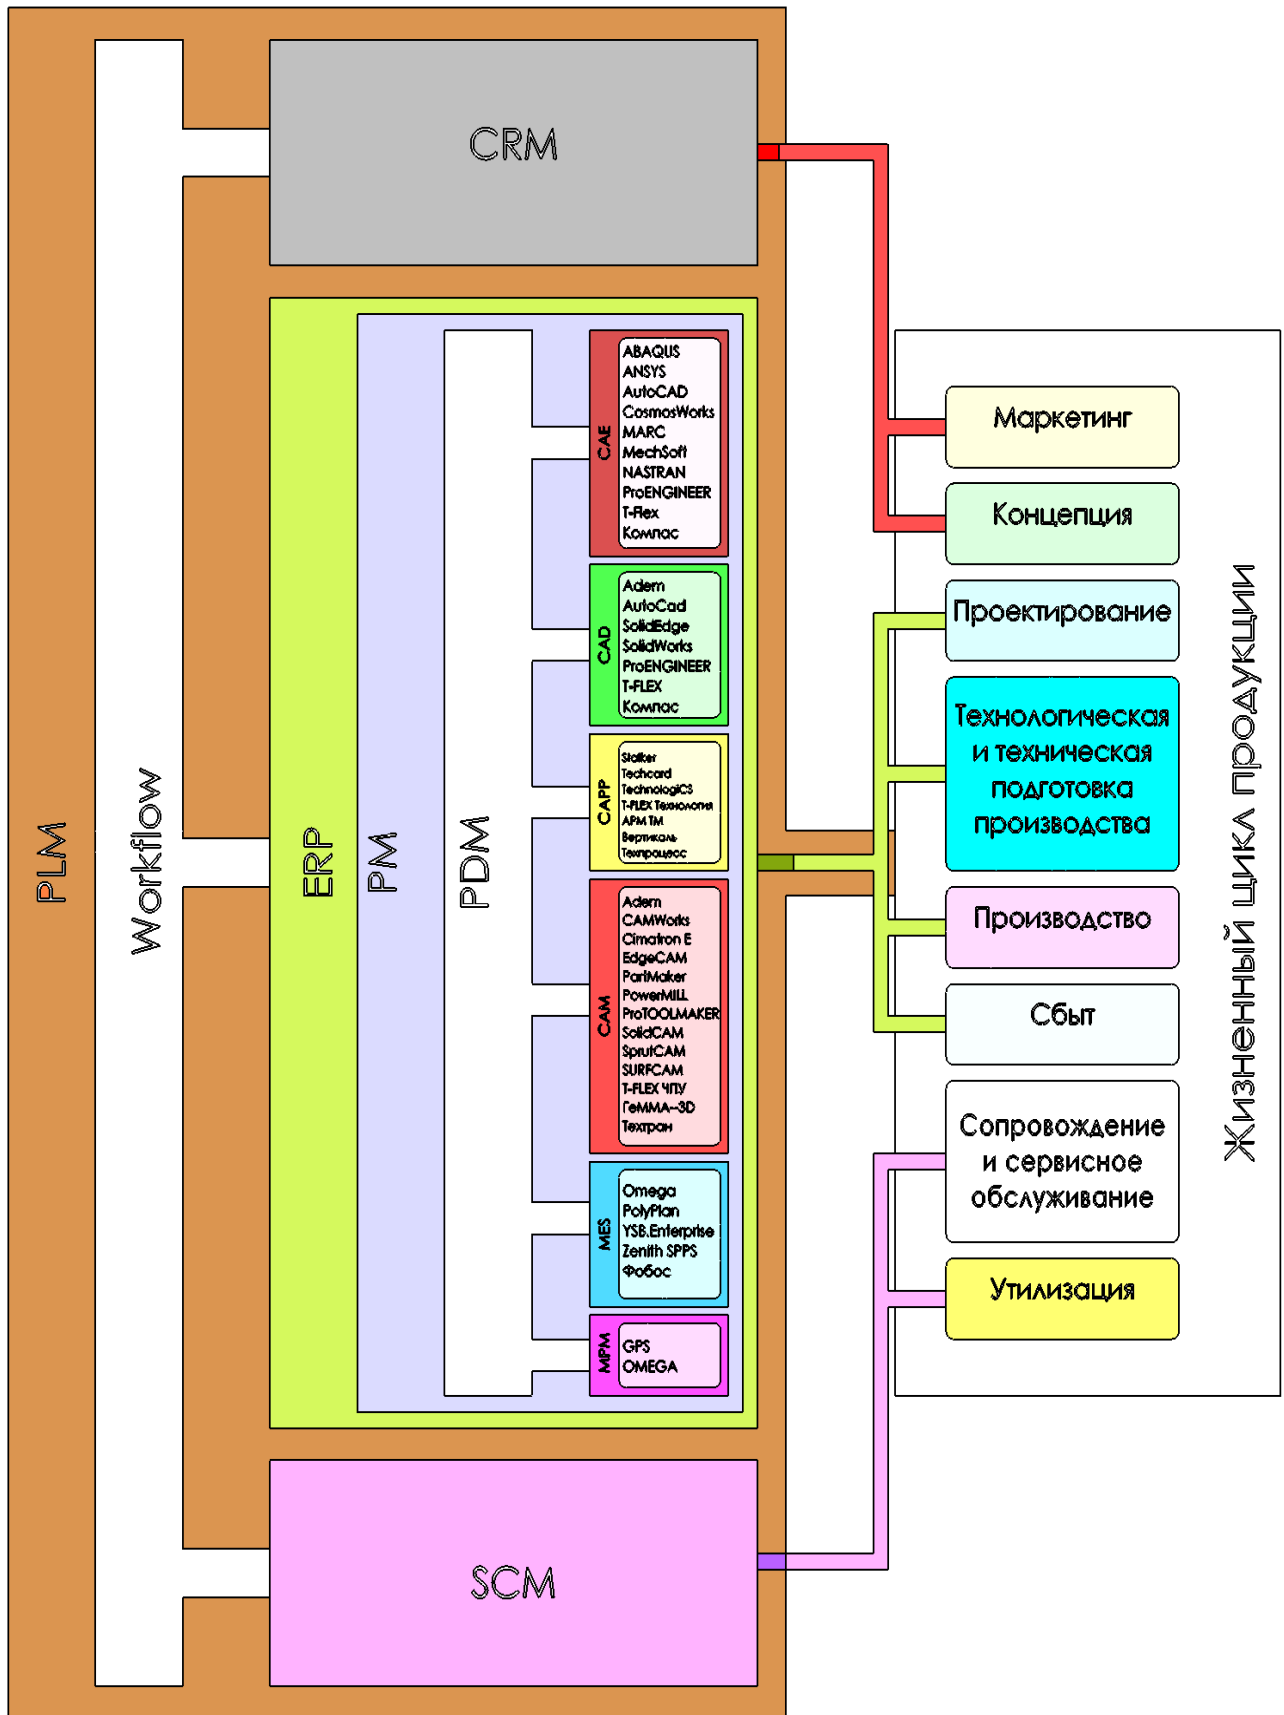 PLM
Workflow
CRM
ERP
PM
PDM
CAE
ABAQUS
ANSYS
AutoCAD
CosmosWorks
MARC
MechSoft
NASTRAN
ProENGINEER
T-Flex
Компас
CAD
Adem
AutoCad
SolidEdge
SolidWorks
ProENGINEER
T-FLEX
Компас
CAPP
Stalker
Techcard
TechnologiCS
T-FLEX Технология
АРМ ТМ
Вертикаль
Техпроцесс
CAM
Adem
CAMWorks
Cimatron E
EdgeCAM
PartMaker
PowerMILL
ProTOOLMAKER
SolidCAM
SprutCAM
SURFCAM
T-FLEX ЧПУ
ГеММА-3D
Техтран
MES
Omega
PolyPlan
YSB.Enterprise
Zenith SPPS
Фобос
MPM
GPS
OMEGA
SCM
Маркетинг
Концепция
Проектирование
Технологическая
и техническая
подготовка
производства
Производство
Сбыт
Сопровождение
и сервисное
обслуживание
Утилизация
Жизненный цикл продукции